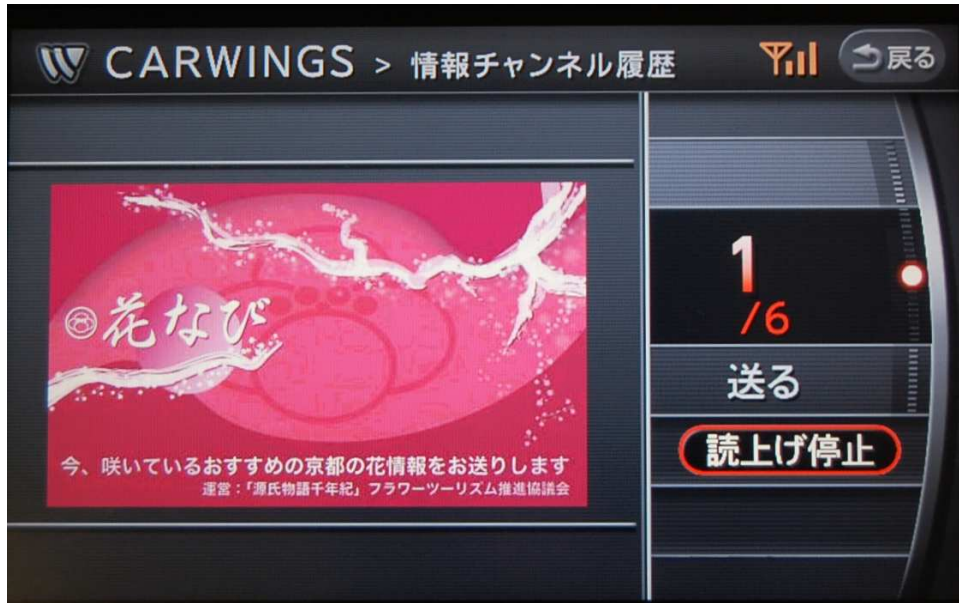 CARWINGS > 情報チャンネル履歴
戻る
花なび
今、咲いているおすすめの京都の花情報をお送りします
運営：「源氏物語千年紀」フラワーツーリズム推進協議会
1
/6
送る
読上げ停止